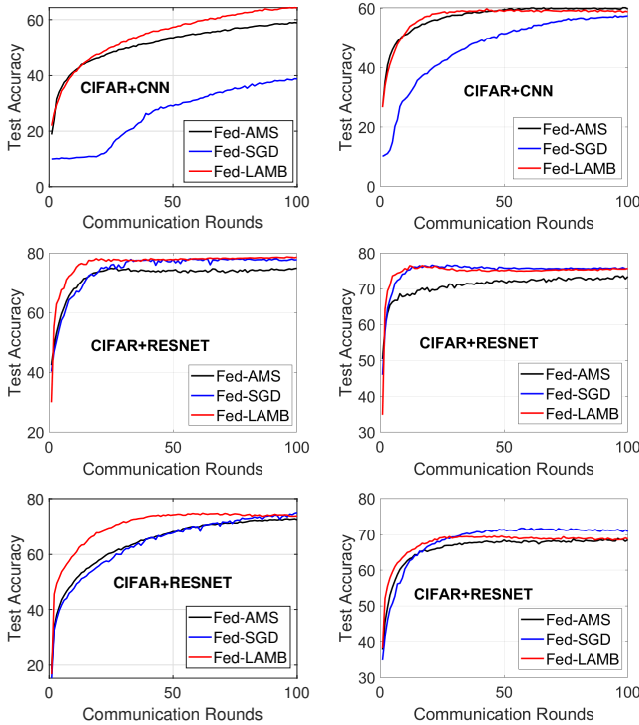 Test Accuracy
60
40
20
0
CIFAR+CNN
Fed-AMS
Fed-SGD
Fed-LAMB
0
50
100
Communication Rounds
Test Accuracy
60
50
40
30
20
10
0
CIFAR+CNN
Fed-AMS
Fed-SGD
Fed-LAMB
0
50
100
Communication Rounds
Test Accuracy
80
60
40
20
CIFAR+RESNET
Fed-AMS
Fed-SGD
Fed-LAMB
0
50
100
Communication Rounds
Test Accuracy
80
70
60
50
40
30
CIFAR+RESNET
Fed-AMS
Fed-SGD
Fed-LAMB
0
50
100
Communication Rounds
Test Accuracy
80
60
40
20
CIFAR+RESNET
Fed-AMS
Fed-SGD
Fed-LAMB
0
50
100
Communication Rounds
Test Accuracy
80
70
60
50
40
30
CIFAR+RESNET
Fed-AMS
Fed-SGD
Fed-LAMB
0
50
100
Communication Rounds